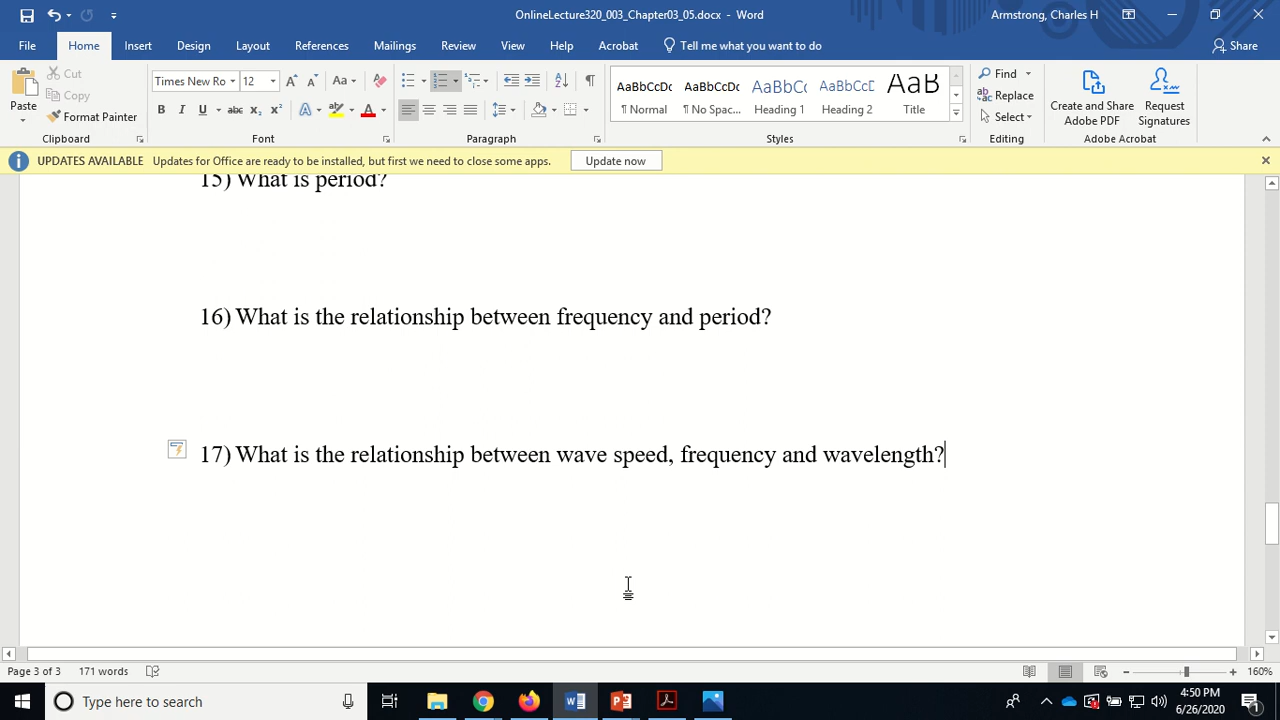 OnlineLecture320_003_Chapter03_05.docx - Word
Armstrong, Charles H
File Home Insert Design Layout References Mailings Review View Help Acrobat Tell me what you want to do Share
Paste
Cut
Copy
Format Painter
Clipboard
Times New Ro 12 Aa
B I U abc x₂ x² A A
Font
Paragraph
AaBbCcDc AaBbCcDc AaBbC AaBbCcD AaB
¶ Normal ¶ No Spac... Heading 1 Heading 2 Title
Styles
Find
Replace
Select
Editing
Create and Share Adobe PDF
Request Signatures
Adobe Acrobat
UPDATES AVAILABLE Updates for Office are ready to be installed, but first we need to close some apps. Update now
15) What is period?
16) What is the relationship between frequency and period?
17) What is the relationship between wave speed, frequency and wavelength?
Page 3 of 3 171 words 160%
Type here to search
4:50 PM
6/26/2020
1